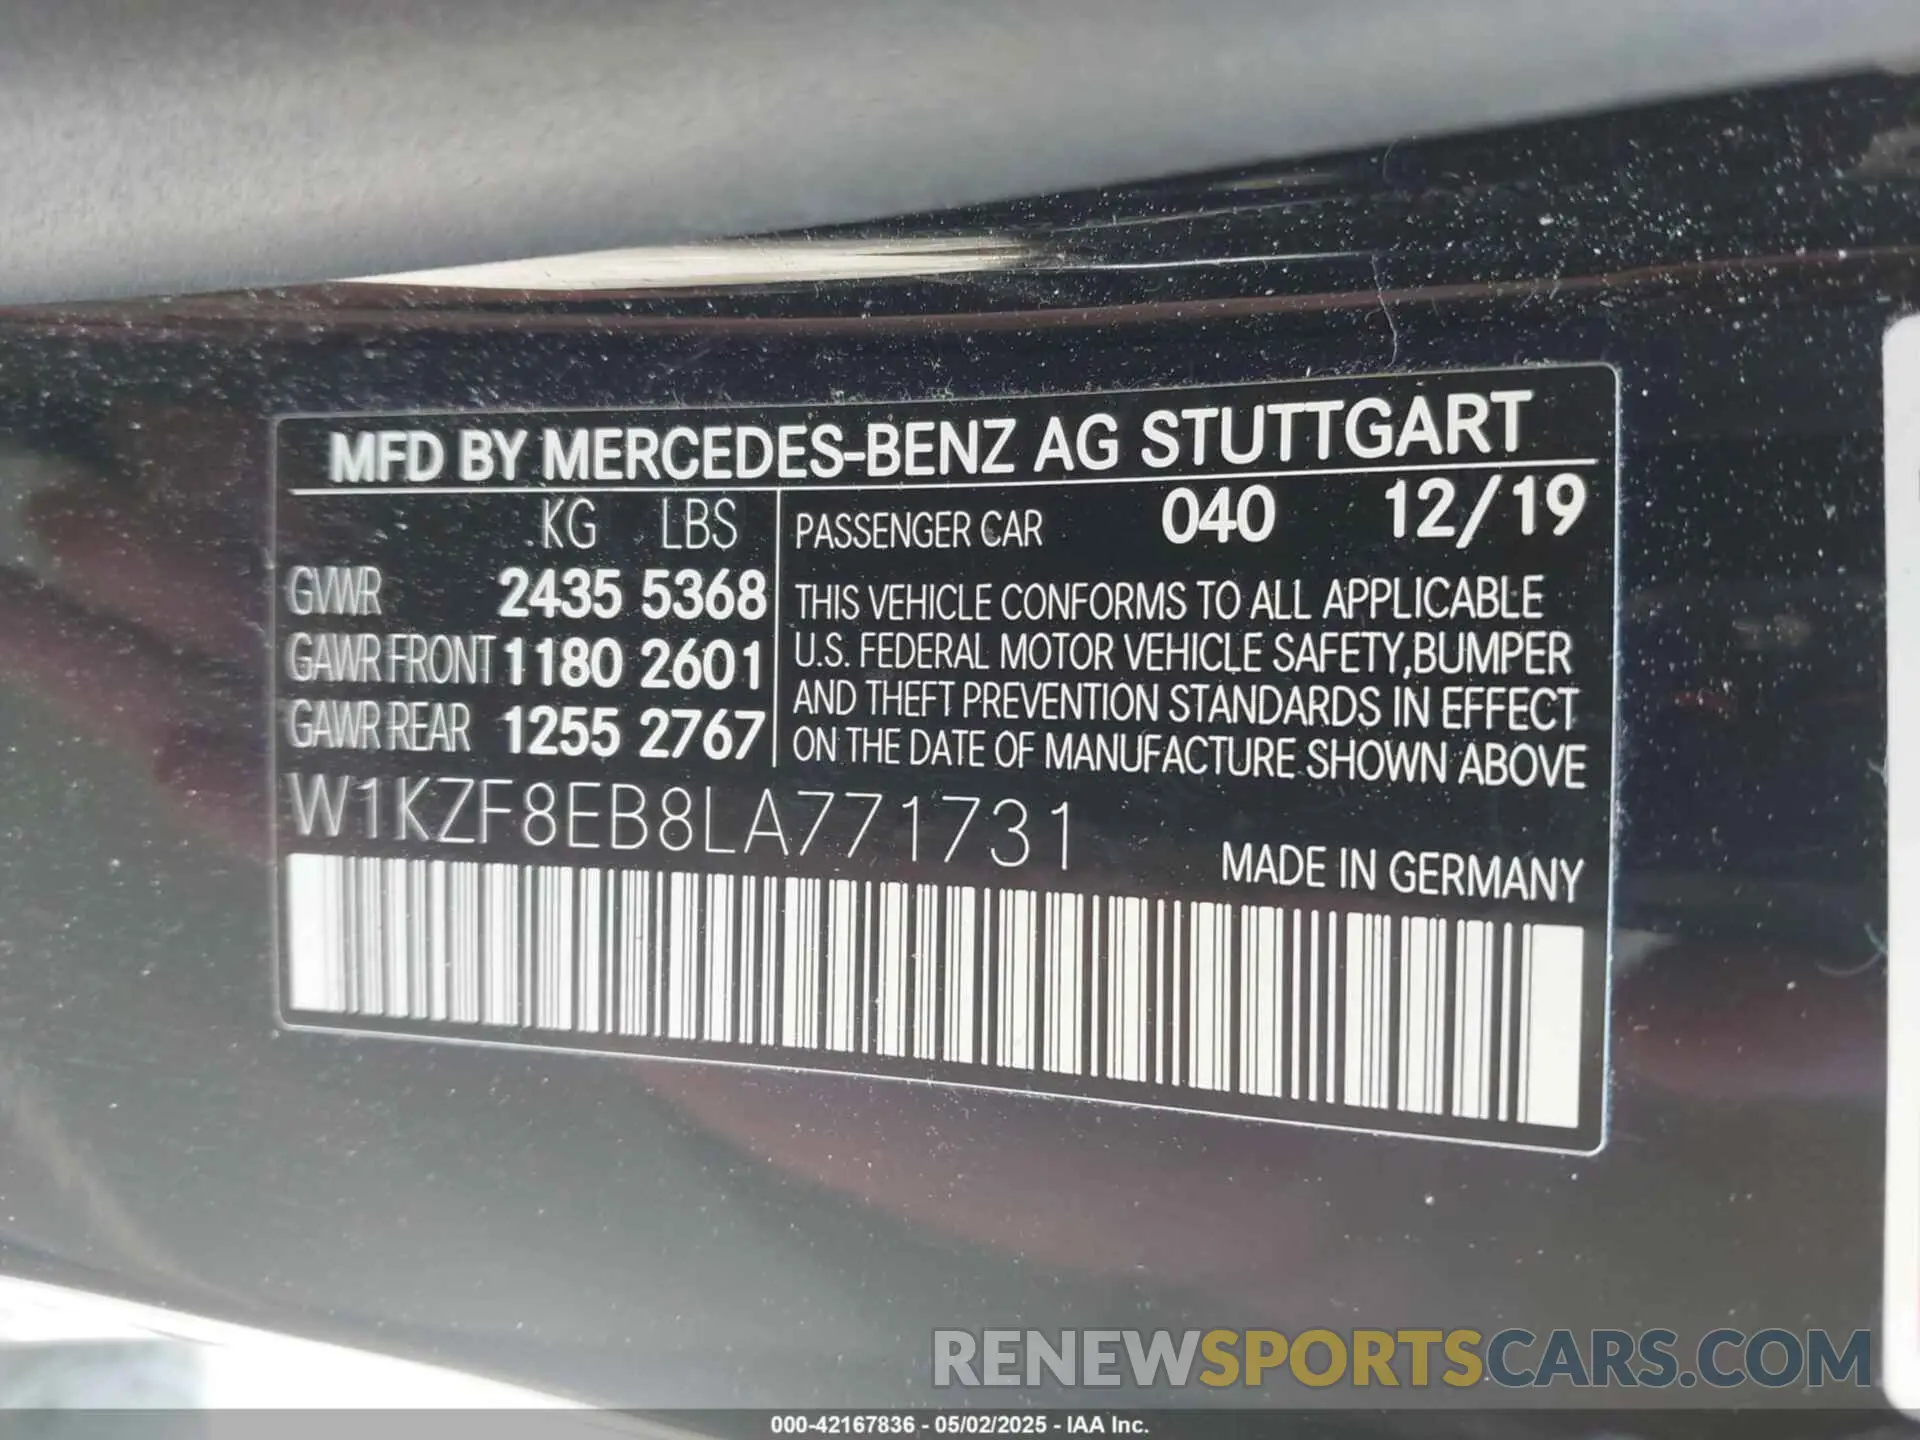 MFD BY MERCEDES-BENZ AG STUTTGART
KG LBS
GVWR 2435 5368
GAWR FRONT 1180 2601
GAWR REAR 1255 2767
PASSENGER CAR 040 12/19
THIS VEHICLE CONFORMS TO ALL APPLICABLE
U.S. FEDERAL MOTOR VEHICLE SAFETY,BUMPER
AND THEFT PREVENTION STANDARDS IN EFFECT
ON THE DATE OF MANUFACTURE SHOWN ABOVE
W1KZF8EB8LA771731
MADE IN GERMANY
RENEWSPORTSCARS.COM
000-42167836 - 05/02/2025 - IAA Inc.